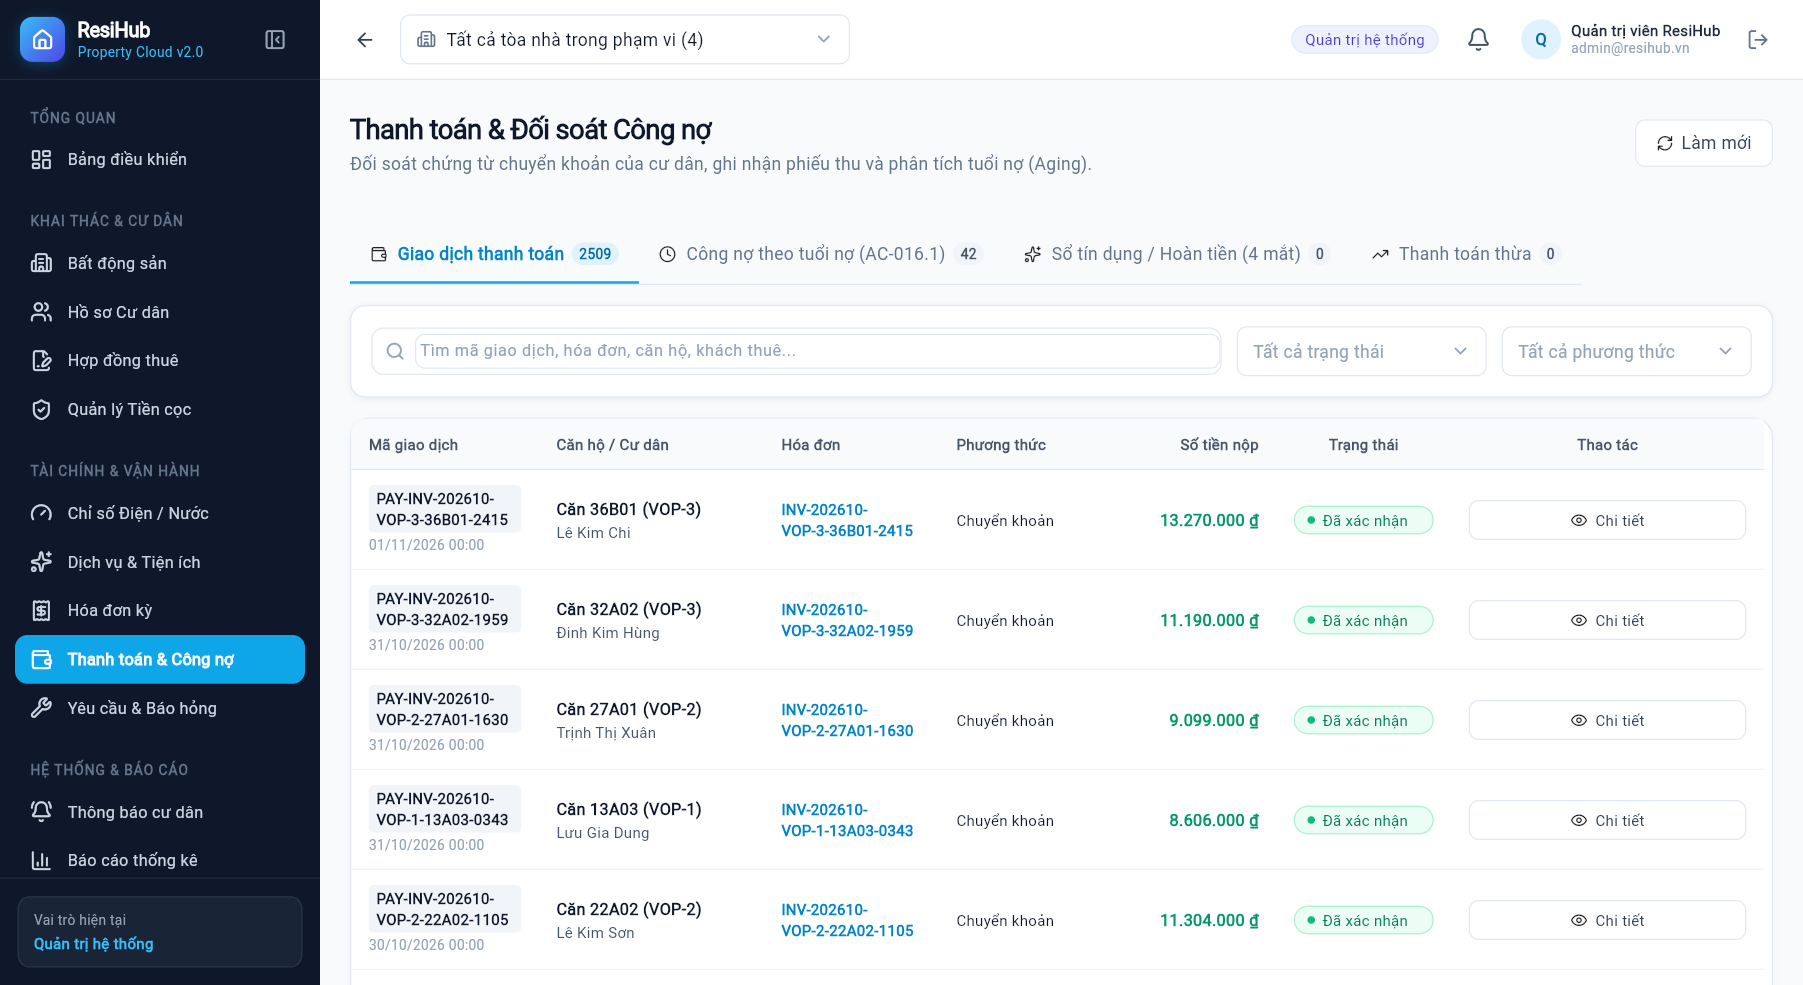 ResiHub
Property Cloud v2.0
TỔNG QUAN
Bảng điều khiển
KHAI THÁC & CƯ DÂN
Bất động sản
Hồ sơ Cư dân
Hợp đồng thuê
Quản lý Tiền cọc
TÀI CHÍNH & VẬN HÀNH
Chỉ số Điện / Nước
Dịch vụ & Tiện ích
Hóa đơn kỳ
Thanh toán & Công nợ
Yêu cầu & Báo hỏng
HỆ THỐNG & BÁO CÁO
Thông báo cư dân
Báo cáo thống kê
Vai trò hiện tại
Quản trị hệ thống
Tất cả tòa nhà trong phạm vi (4)
Quản trị hệ thống
Q
Quản trị viên ResiHub
admin@resihub.vn
Thanh toán & Đối soát Công nợ
Đối soát chứng từ chuyển khoản của cư dân, ghi nhận phiếu thu và phân tích tuổi nợ (Aging).
Làm mới
Giao dịch thanh toán 2509
Công nợ theo tuổi nợ (AC-016.1) 42
Sổ tín dụng / Hoàn tiền (4 mắt) 0
Thanh toán thừa 0
Tìm mã giao dịch, hóa đơn, căn hộ, khách thuê...
Tất cả trạng thái
Tất cả phương thức
Mã giao dịch Căn hộ / Cư dân Hóa đơn Phương thức Số tiền nộp Trạng thái Thao tác
PAY-INV-202610-
VOP-3-36B01-2415
01/11/2026 00:00
Căn 36B01 (VOP-3)
Lê Kim Chi
INV-202610-
VOP-3-36B01-2415
Chuyển khoản
13.270.000 ₫
Đã xác nhận
Chi tiết
PAY-INV-202610-
VOP-3-32A02-1959
31/10/2026 00:00
Căn 32A02 (VOP-3)
Đinh Kim Hùng
INV-202610-
VOP-3-32A02-1959
Chuyển khoản
11.190.000 ₫
Đã xác nhận
Chi tiết
PAY-INV-202610-
VOP-2-27A01-1630
31/10/2026 00:00
Căn 27A01 (VOP-2)
Trịnh Thị Xuân
INV-202610-
VOP-2-27A01-1630
Chuyển khoản
9.099.000 ₫
Đã xác nhận
Chi tiết
PAY-INV-202610-
VOP-1-13A03-0343
31/10/2026 00:00
Căn 13A03 (VOP-1)
Lưu Gia Dung
INV-202610-
VOP-1-13A03-0343
Chuyển khoản
8.606.000 ₫
Đã xác nhận
Chi tiết
PAY-INV-202610-
VOP-2-22A02-1105
30/10/2026 00:00
Căn 22A02 (VOP-2)
Lê Kim Sơn
INV-202610-
VOP-2-22A02-1105
Chuyển khoản
11.304.000 ₫
Đã xác nhận
Chi tiết